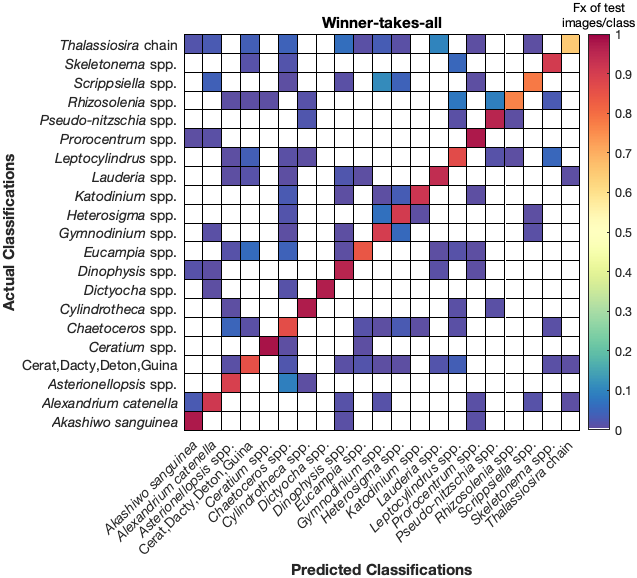 Winner-takes-all
Fx of test
images/class
Thalassiosira chain
Skeletonema spp.
Scrippsiella spp.
Rhizosolenia spp.
Pseudo-nitzschia spp.
Prorocentrum spp.
Leptocylindrus spp.
Lauderia spp.
Katodinium spp.
Heterosigma spp.
Gymnodinium spp.
Eucampia spp.
Dinophysis spp.
Dictyocha spp.
Cylindrotheca spp.
Chaetoceros spp.
Ceratium spp.
Cerat,Dacty,Deton,Guina
Asterionellopsis spp.
Alexandrium catenella
Akashiwo sanguinea
Actual Classifications
1
0.9
0.8
0.7
0.6
0.5
0.4
0.3
0.2
0.1
0
Akashiwo sanguinea
Alexandrium catenella
Asterionellopsis spp.
Cerat,Dacty,Deton,Guina
Ceratium spp.
Chaetoceros spp.
Cylindrotheca spp.
Dictyocha spp.
Dinophysis spp.
Eucampia spp.
Gymnodinium spp.
Heterosigma spp.
Katodinium spp.
Lauderia spp.
Leptocylindrus spp.
Prorocentrum spp.
Pseudo-nitzschia spp.
Rhizosolenia spp.
Scrippsiella spp.
Skeletonema spp.
Thalassiosira chain
Predicted Classifications